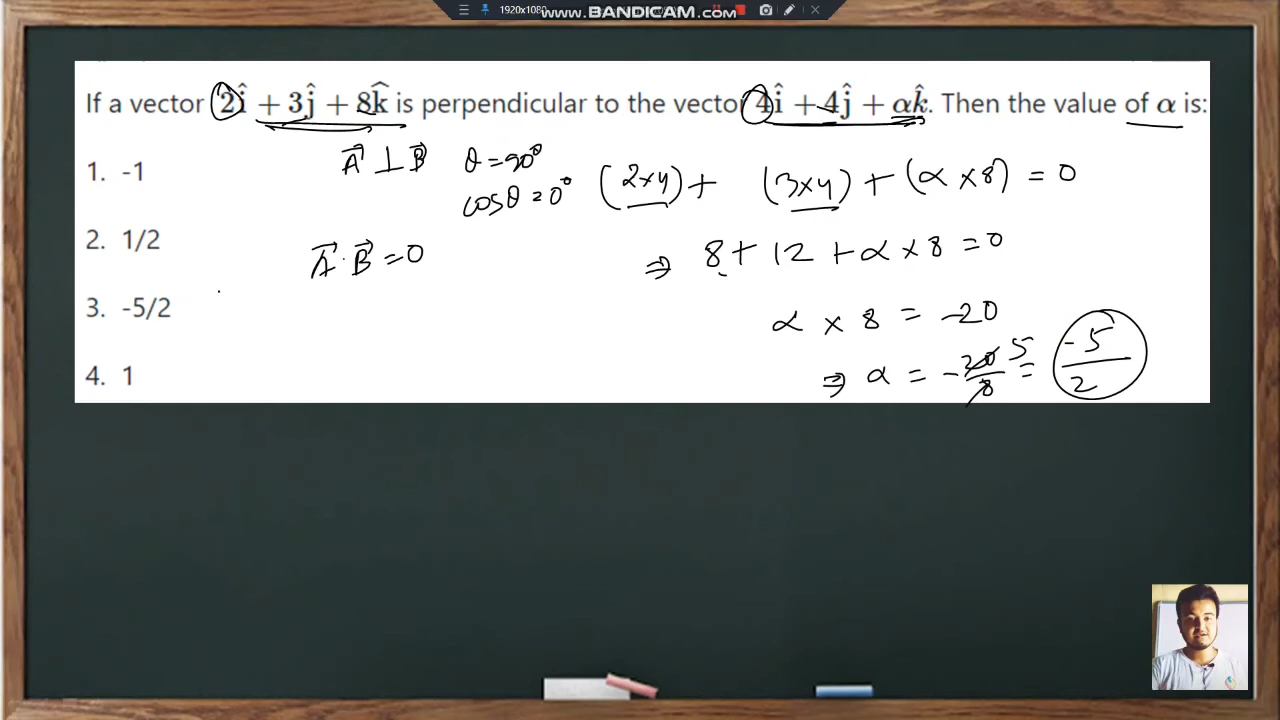 1920x1080
www.BANDICAM.com
If a vector 2î + 3ĵ + 8k̂ is perpendicular to the vector 4î + 4ĵ + αk̂. Then the value of α is:
1. -1
2. 1/2
3. -5/2
4. 1
A⃗ ⊥ B⃗
θ = 90°
cosθ = 0°
A⃗ · B⃗ = 0
(2×4) + (3×4) + (α × 8) = 0
⇒ 8 + 12 + α × 8 = 0
α × 8 = -20
⇒ α = -20/8 5 = -5/2